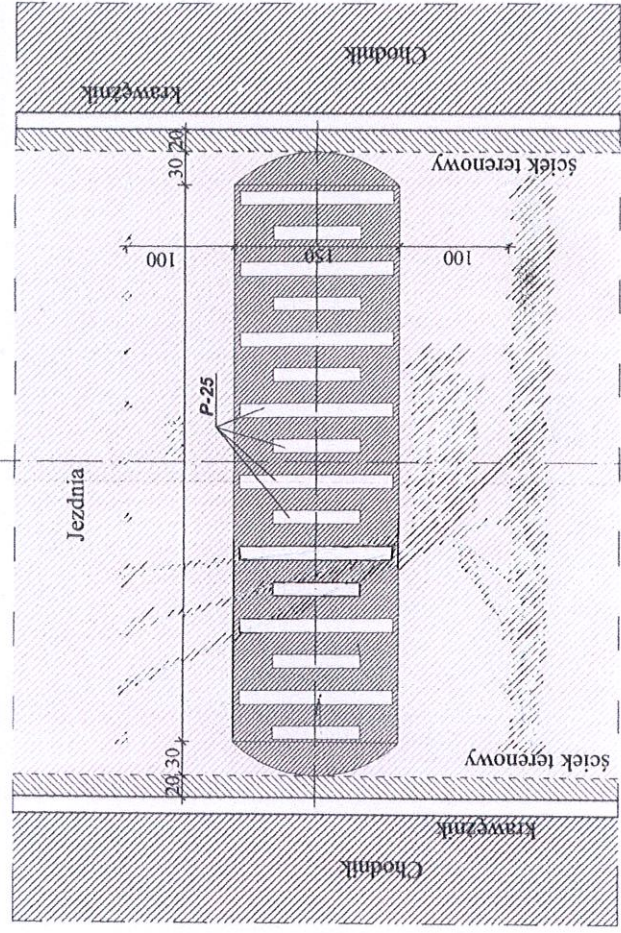 Chodnik
krawężnik
20
30
ściek terenowy
100
150
100
P-25
Jezdnia
20
30
ściek terenowy
krawężnik
Chodnik